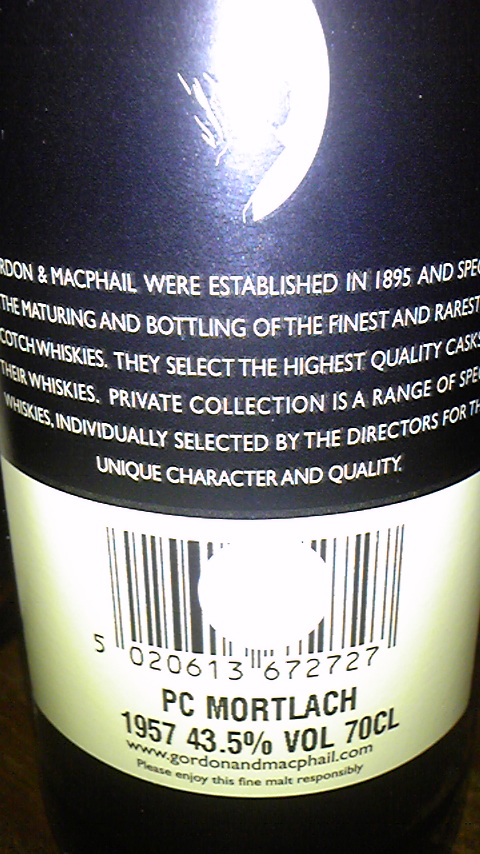 RDON & MACPHAIL WERE ESTABLISHED IN 1895 AND SPEC
THE MATURING AND BOTTLING OF THE FINEST AND RAREST
COTCH WHISKIES. THEY SELECT THE HIGHEST QUALITY CASKS
THEIR WHISKIES. PRIVATE COLLECTION IS A RANGE OF SPEC
WHISKIES, INDIVIDUALLY SELECTED BY THE DIRECTORS FOR TH
UNIQUE CHARACTER AND QUALITY.
5 020613 672727
PC MORTLACH
1957 43.5% VOL 70CL
www.gordonandmacphail.com
Please enjoy this fine malt responsibly